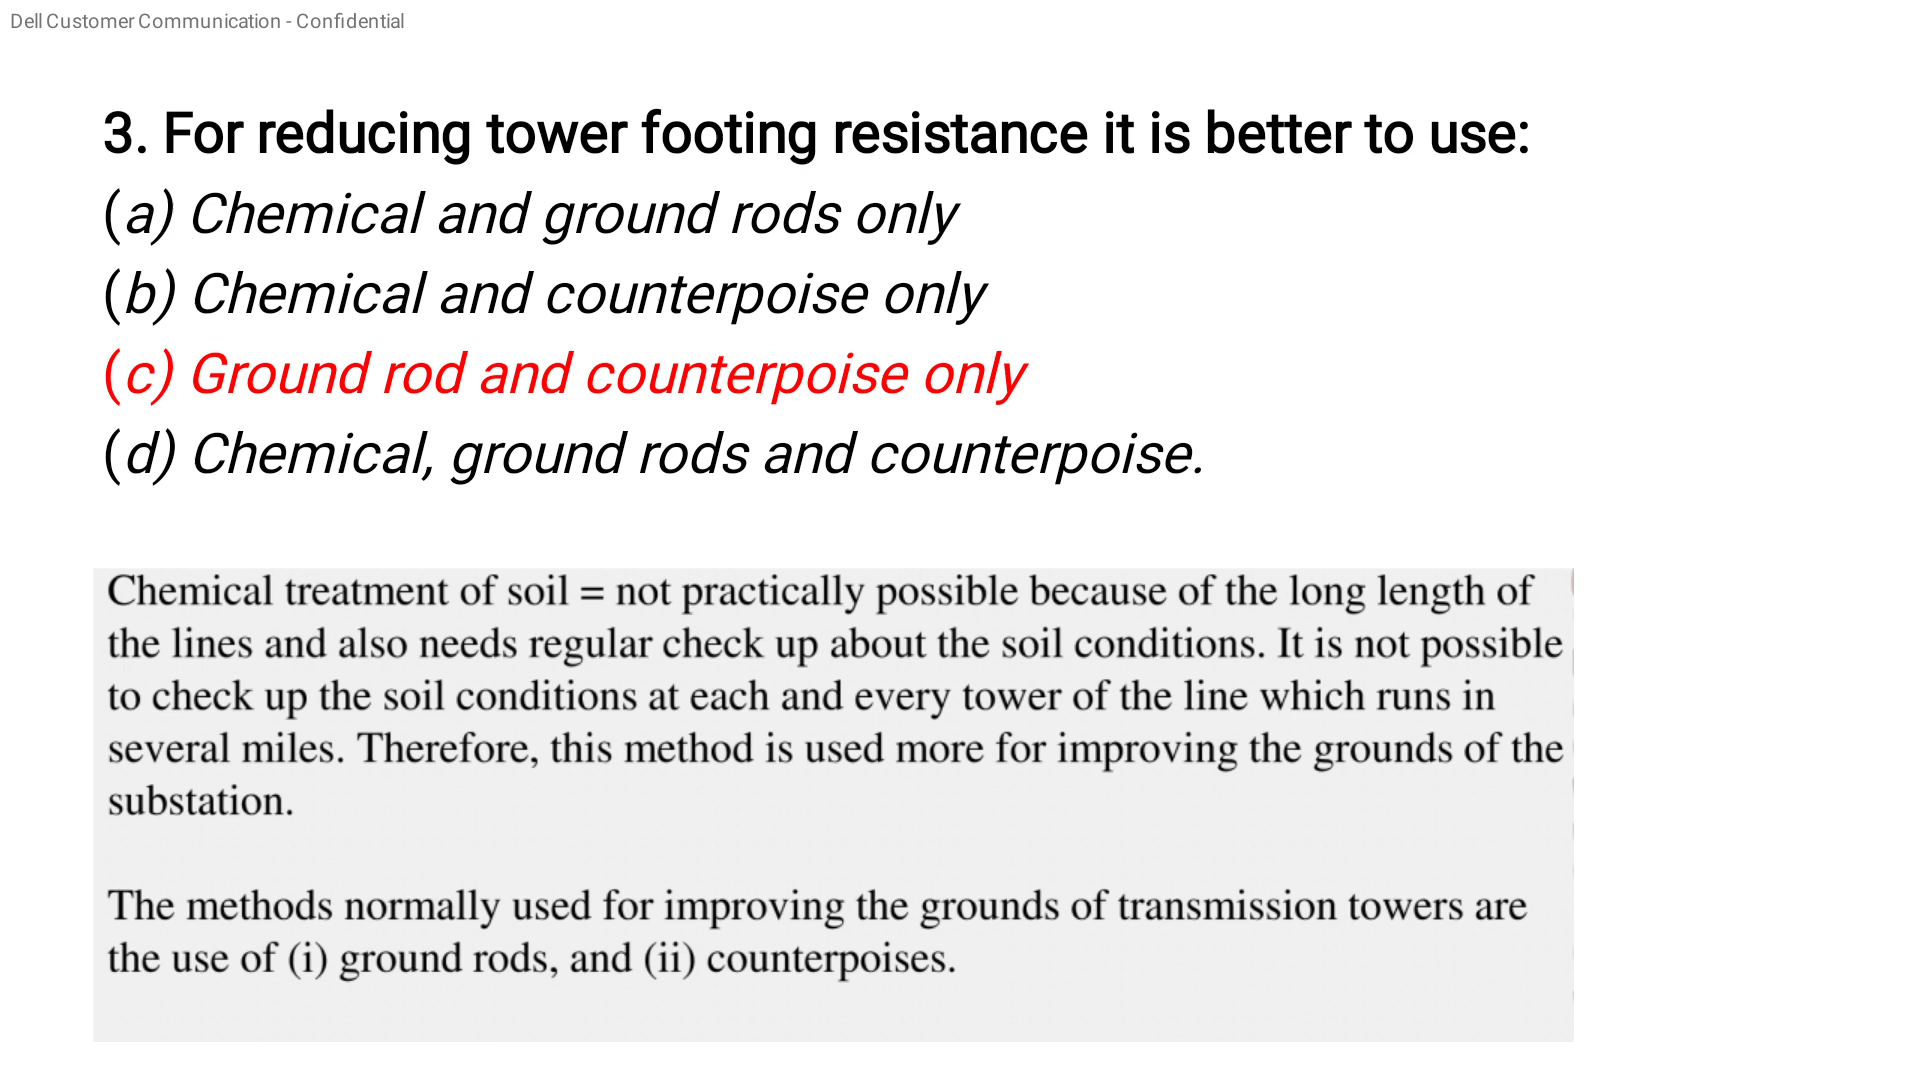 Dell Customer Communication - Confidential
3. For reducing tower footing resistance it is better to use:
(a) Chemical and ground rods only
(b) Chemical and counterpoise only
(c) Ground rod and counterpoise only
(d) Chemical, ground rods and counterpoise.
Chemical treatment of soil = not practically possible because of the long length of
the lines and also needs regular check up about the soil conditions. It is not possible
to check up the soil conditions at each and every tower of the line which runs in
several miles. Therefore, this method is used more for improving the grounds of the
substation.
The methods normally used for improving the grounds of transmission towers are
the use of (i) ground rods, and (ii) counterpoises.